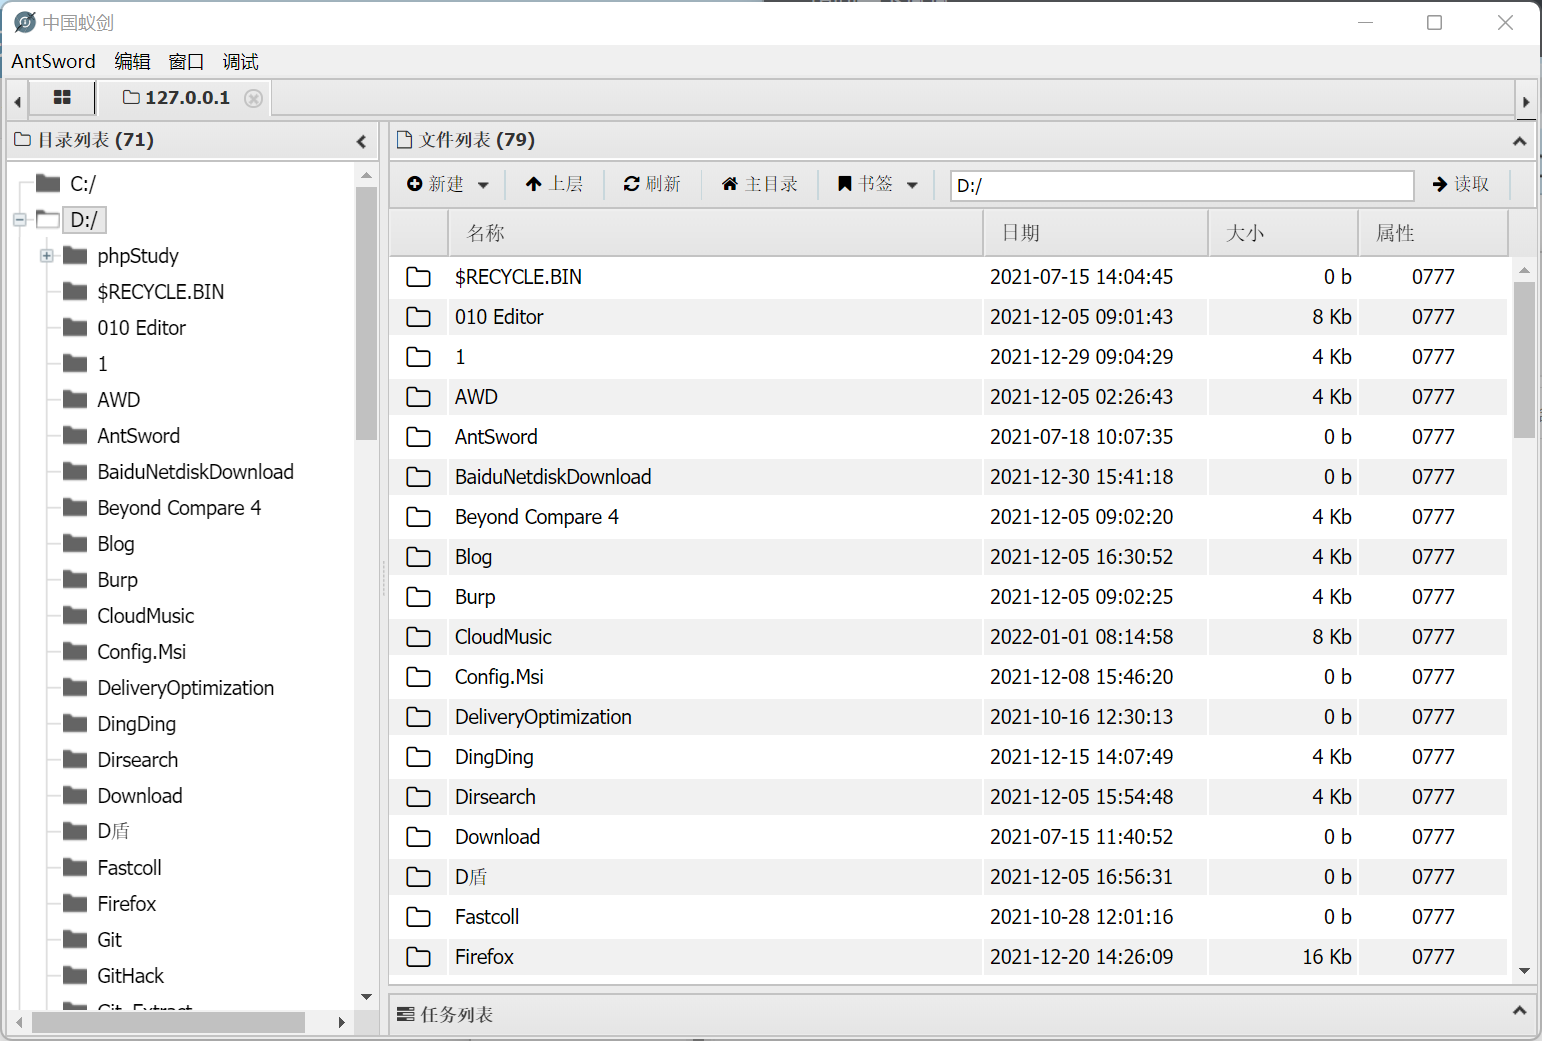 中国蚁剑
AntSword 编辑 窗口 调试
127.0.0.1
目录列表 (71)
C:/
D:/
phpStudy
$RECYCLE.BIN
010 Editor
1
AWD
AntSword
BaiduNetdiskDownload
Beyond Compare 4
Blog
Burp
CloudMusic
Config.Msi
DeliveryOptimization
DingDing
Dirsearch
Download
D盾
Fastcoll
Firefox
Git
GitHack
Git_Extract
文件列表 (79)
新建 上层 刷新 主目录 书签 D:/ 读取
名称 日期 大小 属性
$RECYCLE.BIN 2021-07-15 14:04:45 0 b 0777
010 Editor 2021-12-05 09:01:43 8 Kb 0777
1 2021-12-29 09:04:29 4 Kb 0777
AWD 2021-12-05 02:26:43 4 Kb 0777
AntSword 2021-07-18 10:07:35 0 b 0777
BaiduNetdiskDownload 2021-12-30 15:41:18 0 b 0777
Beyond Compare 4 2021-12-05 09:02:20 4 Kb 0777
Blog 2021-12-05 16:30:52 4 Kb 0777
Burp 2021-12-05 09:02:25 4 Kb 0777
CloudMusic 2022-01-01 08:14:58 8 Kb 0777
Config.Msi 2021-12-08 15:46:20 0 b 0777
DeliveryOptimization 2021-10-16 12:30:13 0 b 0777
DingDing 2021-12-15 14:07:49 4 Kb 0777
Dirsearch 2021-12-05 15:54:48 4 Kb 0777
Download 2021-07-15 11:40:52 0 b 0777
D盾 2021-12-05 16:56:31 0 b 0777
Fastcoll 2021-10-28 12:01:16 0 b 0777
Firefox 2021-12-20 14:26:09 16 Kb 0777
任务列表